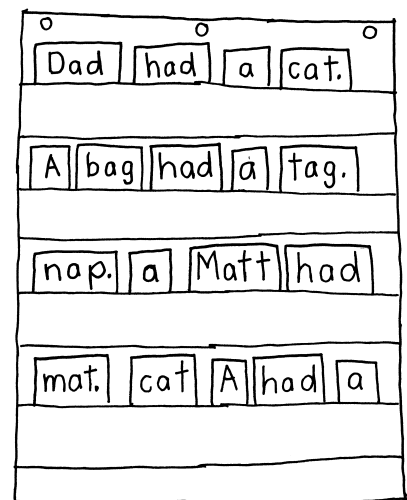 Dad had a cat.
A bag had a tag.
nap. a Matt had
mat. cat A had a